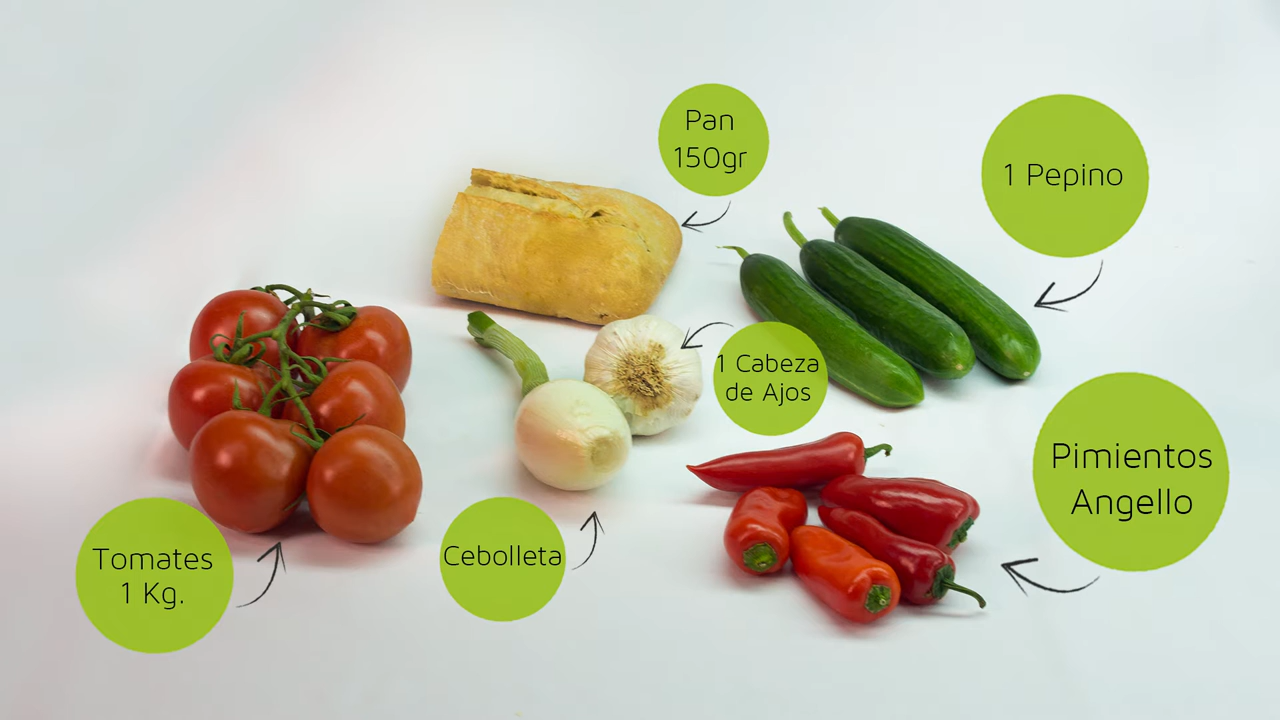 Pan
150gr
1 Pepino
1 Cabeza
de Ajos
Pimientos
Angello
Tomates
1 Kg.
Cebolleta